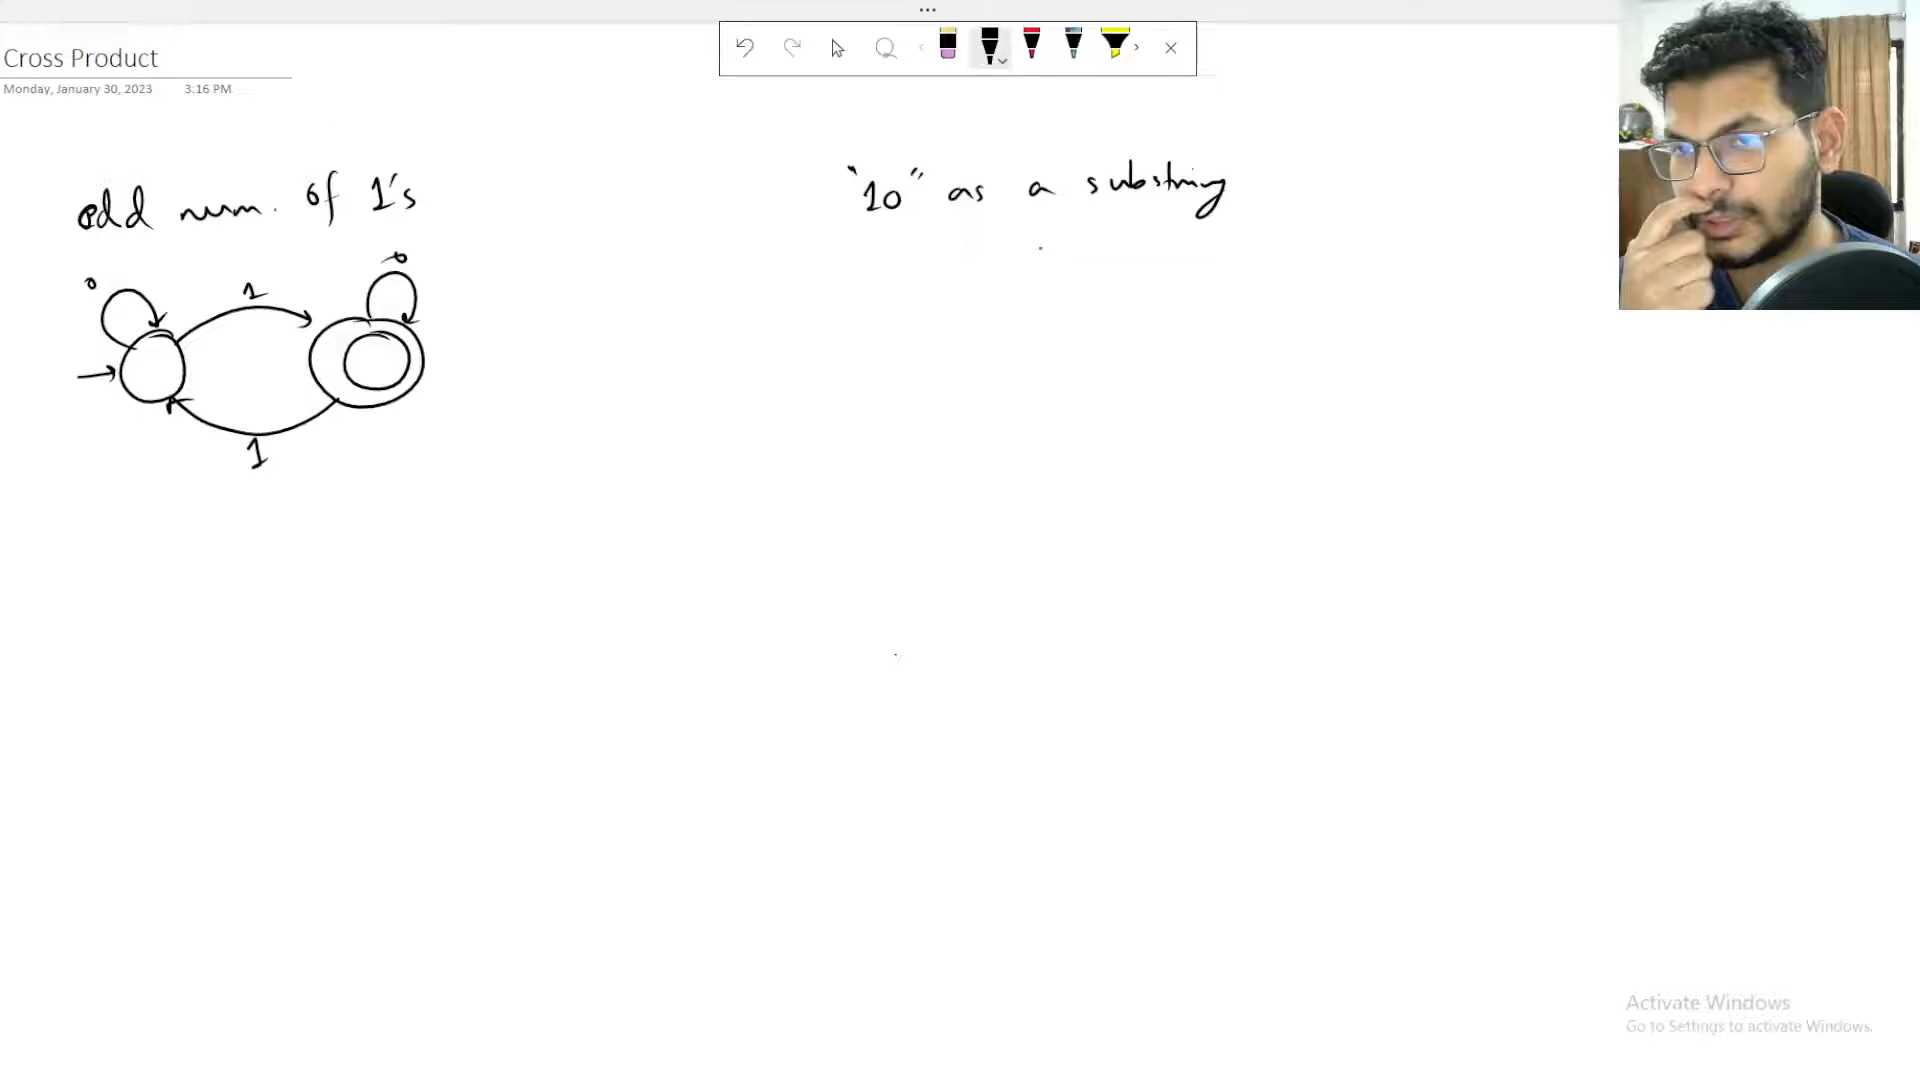 Cross Product
Monday, January 30, 2023 3:16 PM
odd num. of 1's
"10" as a substring
0
1
0
1
Activate Windows
Go to Settings to activate Windows.